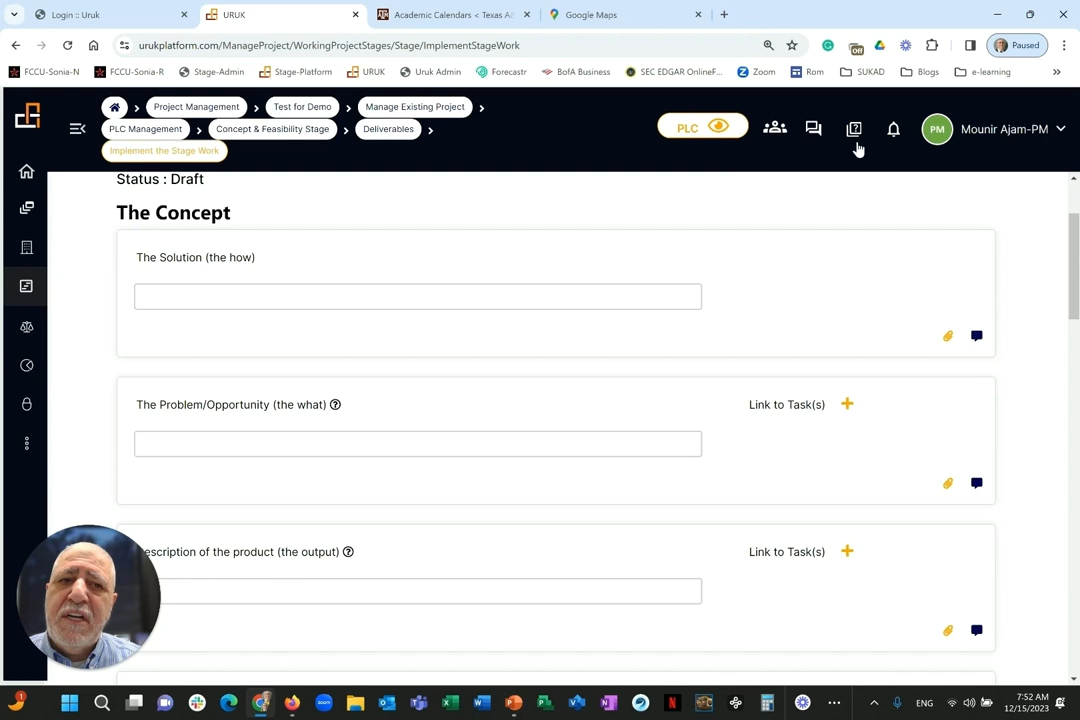 Login :: Uruk
URUK
Academic Calendars < Texas A&
Google Maps
urukplatform.com/ManageProject/WorkingProjectStages/Stage/ImplementStageWork
Off
Paused
FCCU-Sonia-N
FCCU-Sonia-R
Stage-Admin
Stage-Platform
URUK
Uruk Admin
Forecastr
BofA Business
SEC EDGAR OnlineF...
Zoom
Rom
SUKAD
Blogs
e-learning
Project Management
Test for Demo
Manage Existing Project
PLC Management
Concept & Feasibility Stage
Deliverables
Implement the Stage Work
PLC
PM
Mounir Ajam-PM
Status : Draft
The Concept
The Solution (the how)
The Problem/Opportunity (the what)
Link to Task(s)
escription of the product (the output)
Link to Task(s)
1
zoom
ENG
7:52 AM
12/15/2023